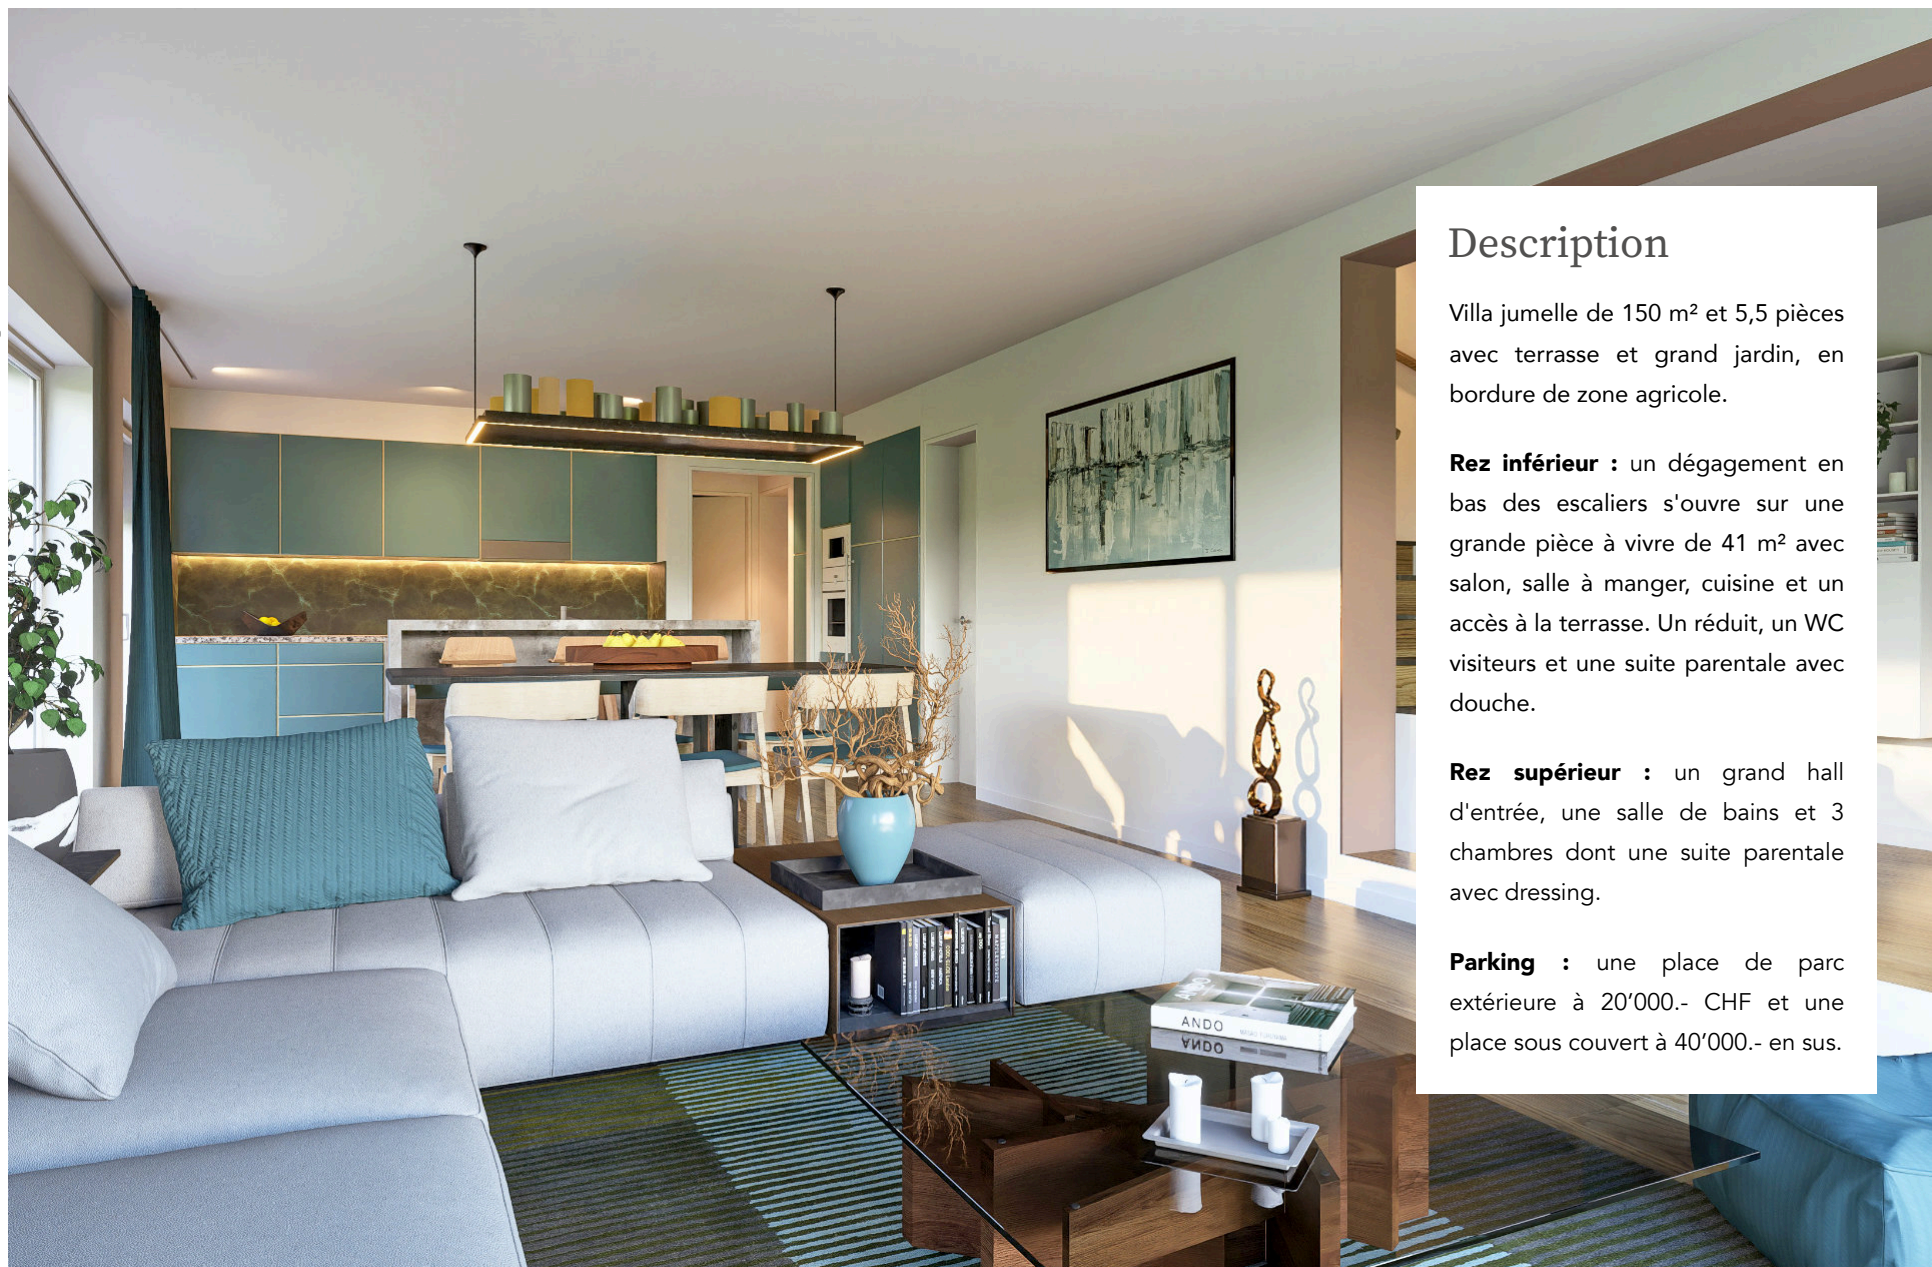 Description
Villa jumelle de 150 m² et 5,5 pièces
avec terrasse et grand jardin, en
bordure de zone agricole.
Rez inférieur : un dégagement en
bas des escaliers s'ouvre sur une
grande pièce à vivre de 41 m² avec
salon, salle à manger, cuisine et un
accès à la terrasse. Un réduit, un WC
visiteurs et une suite parentale avec
douche.
Rez supérieur : un grand hall
d'entrée, une salle de bains et 3
chambres dont une suite parentale
avec dressing.
Parking : une place de parc
extérieure à 20’000.- CHF et une
place sous couvert à 40’000.- en sus.
ANDO
ANDO